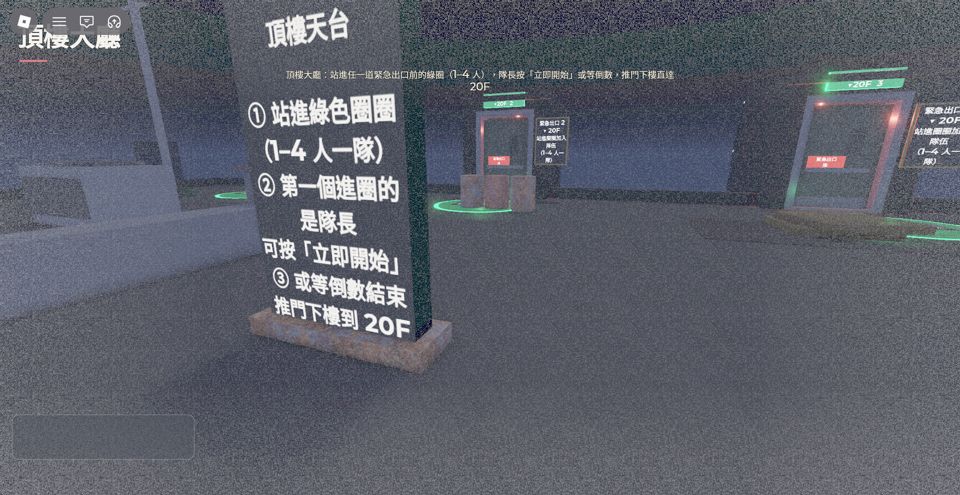 頂樓大廳
頂樓天台
頂樓大廳：站進任一道緊急出口前的綠圈（1–4 人），隊長按「立即開始」或等倒數，推門下樓直達
20F
① 站進綠色圈圈
（1–4 人一隊）
② 第一個進圈的
是隊長
可按「立即開始」
③ 或等倒數結束
推門下樓到 20F
▼20F 2
緊急出口 2
▼ 20F
站進圈圈加入
隊伍
（1–4 人一
隊）
▼20F 3
緊急出口
▼ 20F
站進圈圈加
隊伍
（1–4 人
隊）
緊急出口